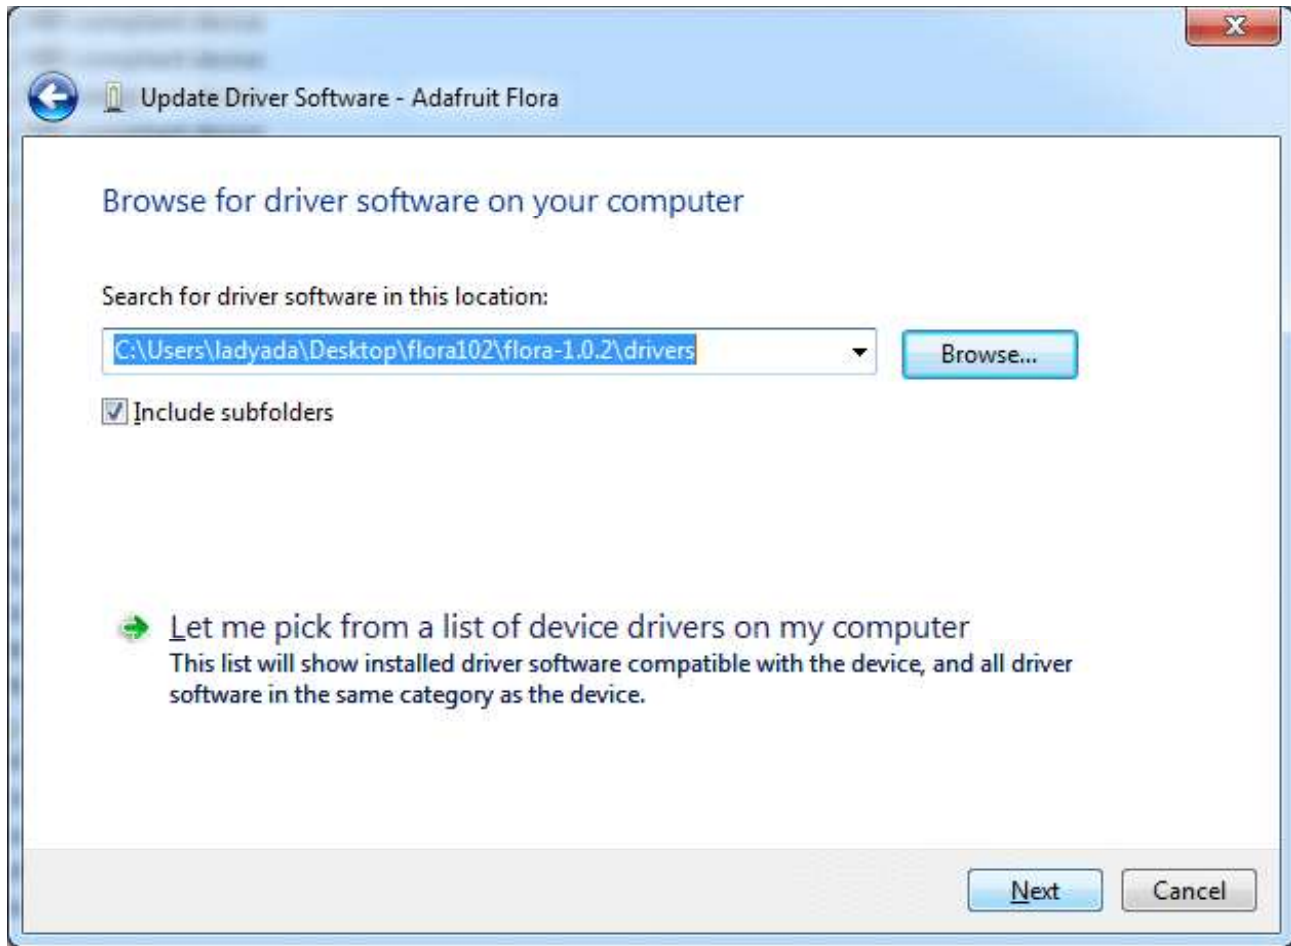 Update Driver Software - Adafruit Flora
Browse for driver software on your computer
Search for driver software in this location:
C:\Users\ladyada\Desktop\flora102\flora-1.0.2\drivers
Browse...
Include subfolders
Let me pick from a list of device drivers on my computer
This list will show installed driver software compatible with the device, and all driver
software in the same category as the device.
Next
Cancel